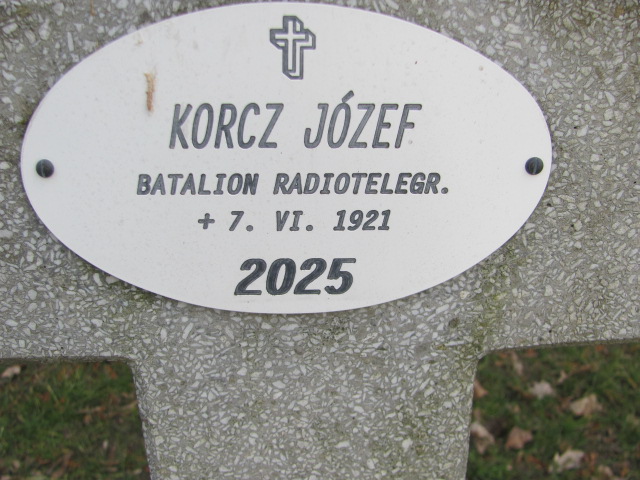 KORCZ JÓZEF
BATALION RADIOTELEGR.
+ 7. VI. 1921
2025